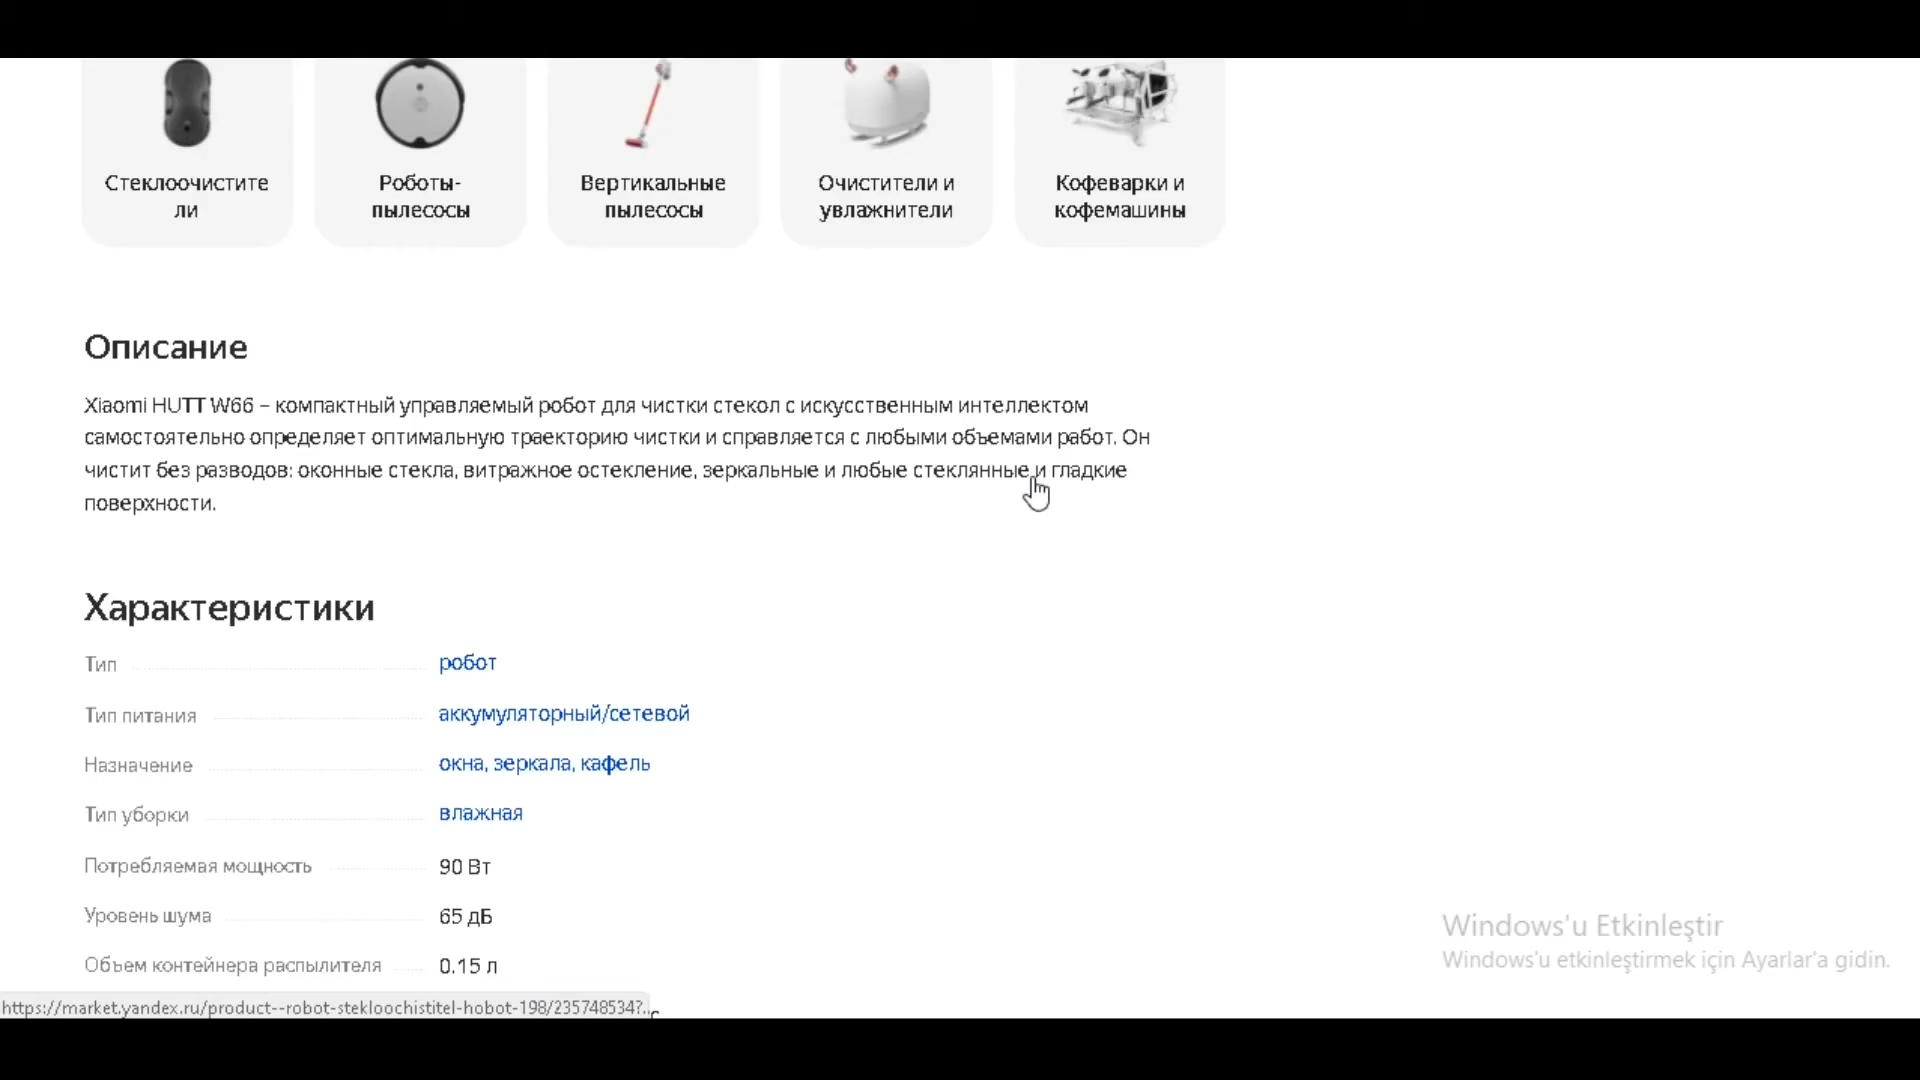 Стеклоочистите
ли
Роботы-
пылесосы
Вертикальные
пылесосы
Очистители и
увлажнители
Кофеварки и
кофемашины
Описание
Xiaomi HUTT W66 – компактный управляемый робот для чистки стекол с искусственным интеллектом
самостоятельно определяет оптимальную траекторию чистки и справляется с любыми объемами работ. Он
чистит без разводов: оконные стекла, витражное остекление, зеркальные и любые стеклянные и гладкие
поверхности.
Характеристики
Тип робот
Тип питания аккумуляторный/сетевой
Назначение окна, зеркала, кафель
Тип уборки влажная
Потребляемая мощность 90 Вт
Уровень шума 65 дБ
Объем контейнера распылителя 0.15 л
Windows'u Etkinleştir
Windows'u etkinleştirmek için Ayarlar'a gidin.
https://market.yandex.ru/product--robot-stekloochistitel-hobot-198/235748534?...